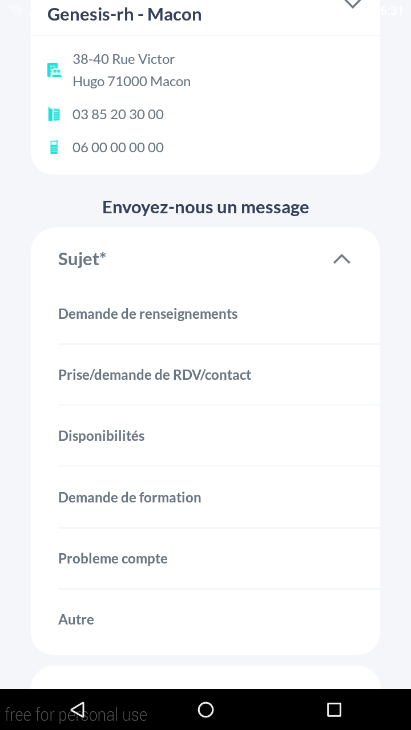 6:31
Genesis-rh - Macon
38-40 Rue Victor
Hugo 71000 Macon
03 85 20 30 00
06 00 00 00 00
Envoyez-nous un message
Sujet*
Demande de renseignements
Prise/demande de RDV/contact
Disponibilités
Demande de formation
Probleme compte
Autre
free for personal use